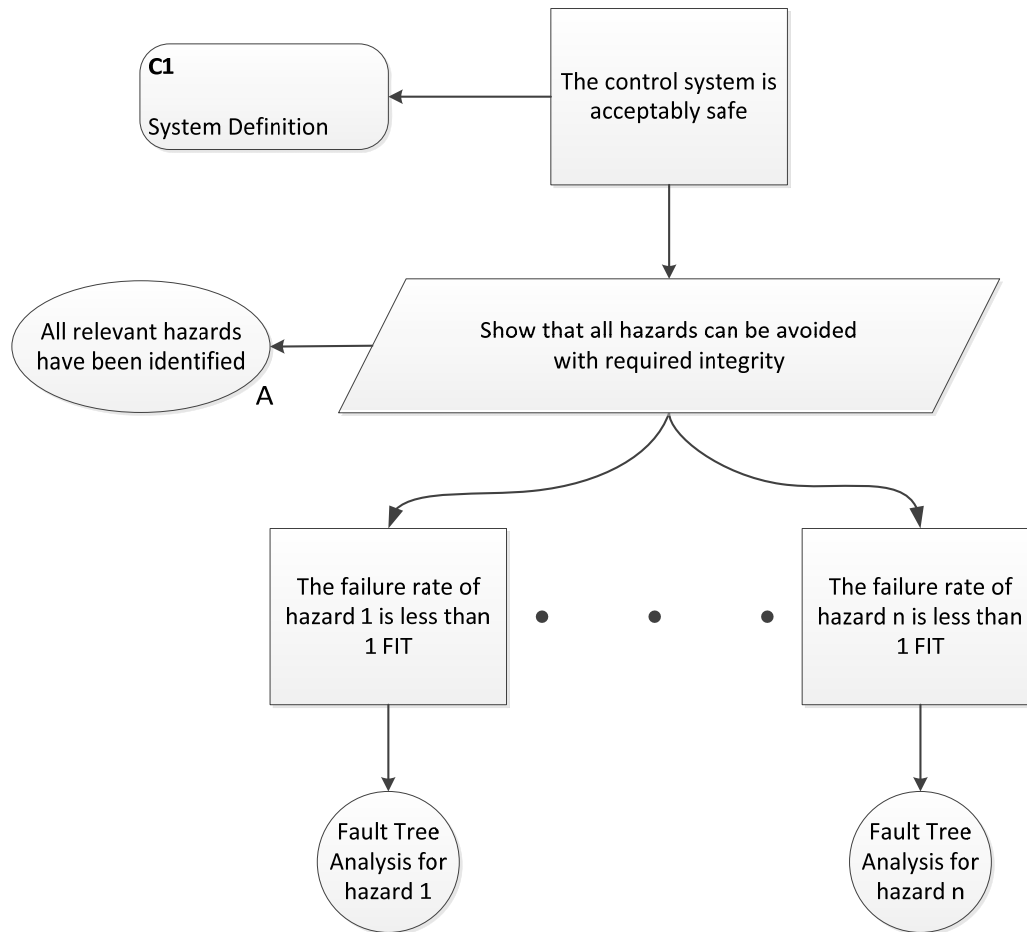 C1
System Definition
The control system is
acceptably safe
All relevant hazards
have been identified
A
Show that all hazards can be avoided
with required integrity
The failure rate of
hazard 1 is less than
1 FIT
The failure rate of
hazard n is less than
1 FIT
Fault Tree
Analysis for
hazard 1
Fault Tree
Analysis for
hazard n